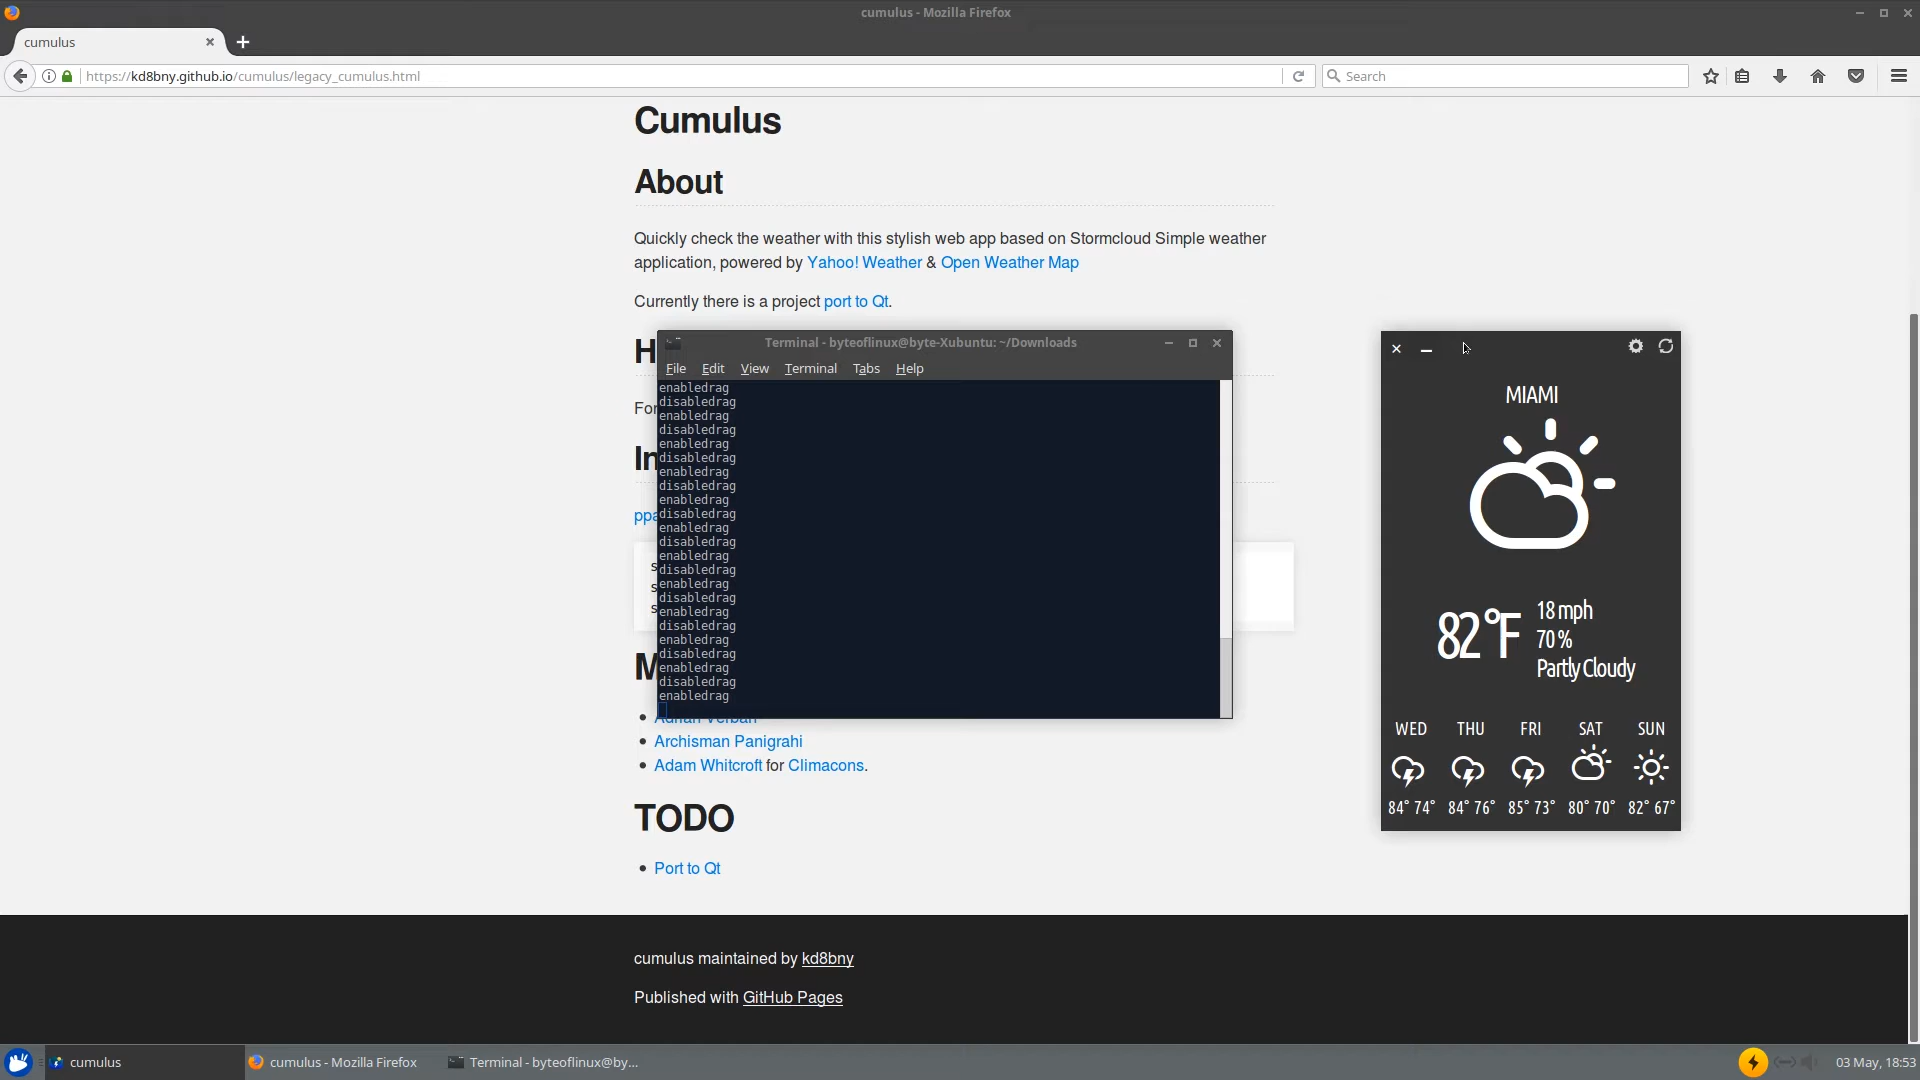 cumulus - Mozilla Firefox
cumulus
https://kd8bny.github.io/cumulus/legacy_cumulus.html
Search
Cumulus
About
Quickly check the weather with this stylish web app based on Stormcloud Simple weather
application, powered by Yahoo! Weather & Open Weather Map
Currently there is a project port to Qt.
H
For
In
ppa
s
s
s
M
Adrian Verban
Archisman Panigrahi
Adam Whitcroft for Climacons.
TODO
Port to Qt
cumulus maintained by kd8bny
Published with GitHub Pages
Terminal - byteoflinux@byte-Xubuntu: ~/Downloads
File Edit View Terminal Tabs Help
enabledrag
disabledrag
enabledrag
disabledrag
enabledrag
disabledrag
enabledrag
disabledrag
enabledrag
disabledrag
enabledrag
disabledrag
enabledrag
disabledrag
enabledrag
disabledrag
enabledrag
disabledrag
enabledrag
disabledrag
enabledrag
disabledrag
enabledrag
MIAMI
82°F
18 mph
70 %
Partly Cloudy
WED THU FRI SAT SUN
84° 74° 84° 76° 85° 73° 80° 70° 82° 67°
cumulus
cumulus - Mozilla Firefox
Terminal - byteoflinux@by...
03 May, 18:53